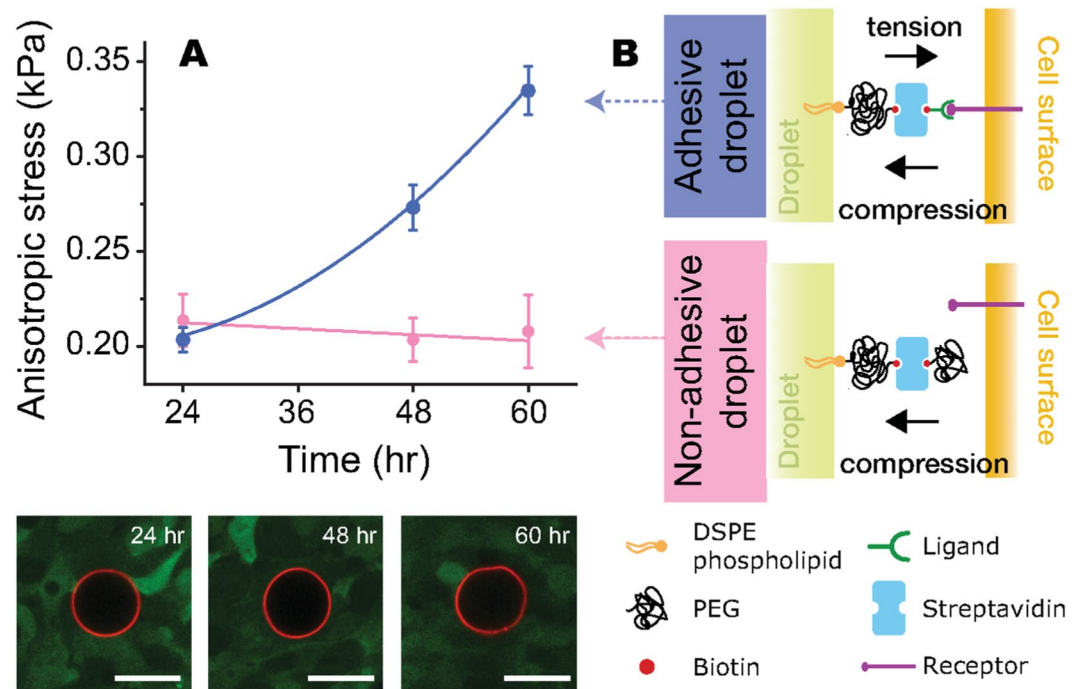 A
Anisotropic stress (kPa)
0.35
0.30
0.25
0.20
24
36
48
60
Time (hr)
24 hr
48 hr
60 hr
B
Adhesive
droplet
Droplet
tension
compression
Cell surface
Non-adhesive
droplet
Droplet
compression
Cell surface
DSPE
phospholipid
PEG
Biotin
Ligand
Streptavidin
Receptor